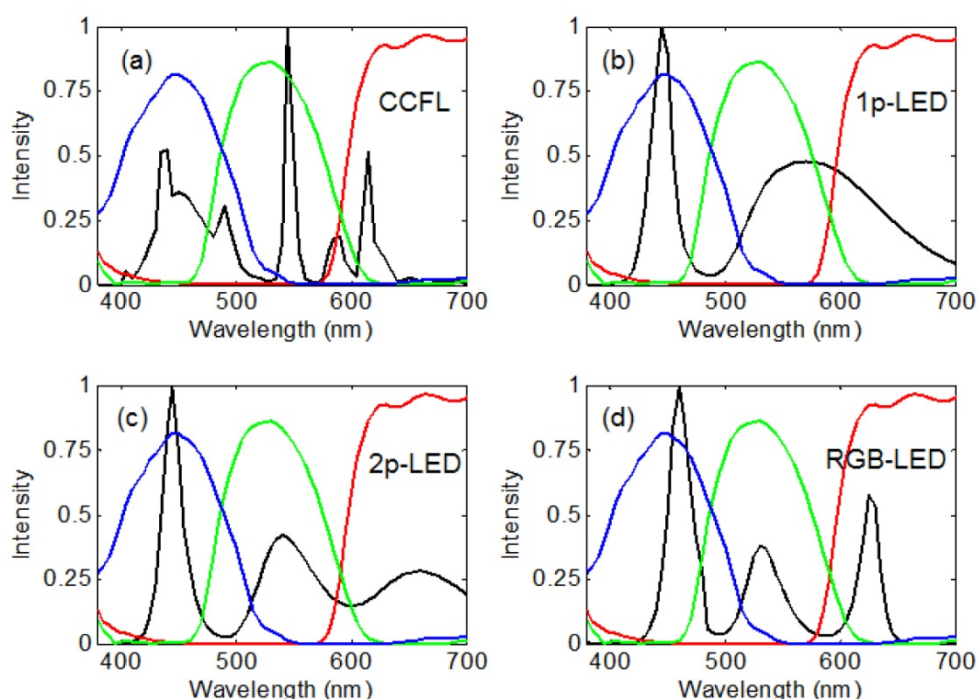 (a)
CCFL
Intensity
1
0.75
0.5
0.25
0
400 500 600 700
Wavelength (nm)
(b)
1p-LED
Intensity
1
0.75
0.5
0.25
0
400 500 600 700
Wavelength (nm)
(c)
2p-LED
Intensity
1
0.75
0.5
0.25
0
400 500 600 700
Wavelength (nm)
(d)
RGB-LED
Intensity
1
0.75
0.5
0.25
0
400 500 600 700
Wavelength (nm)